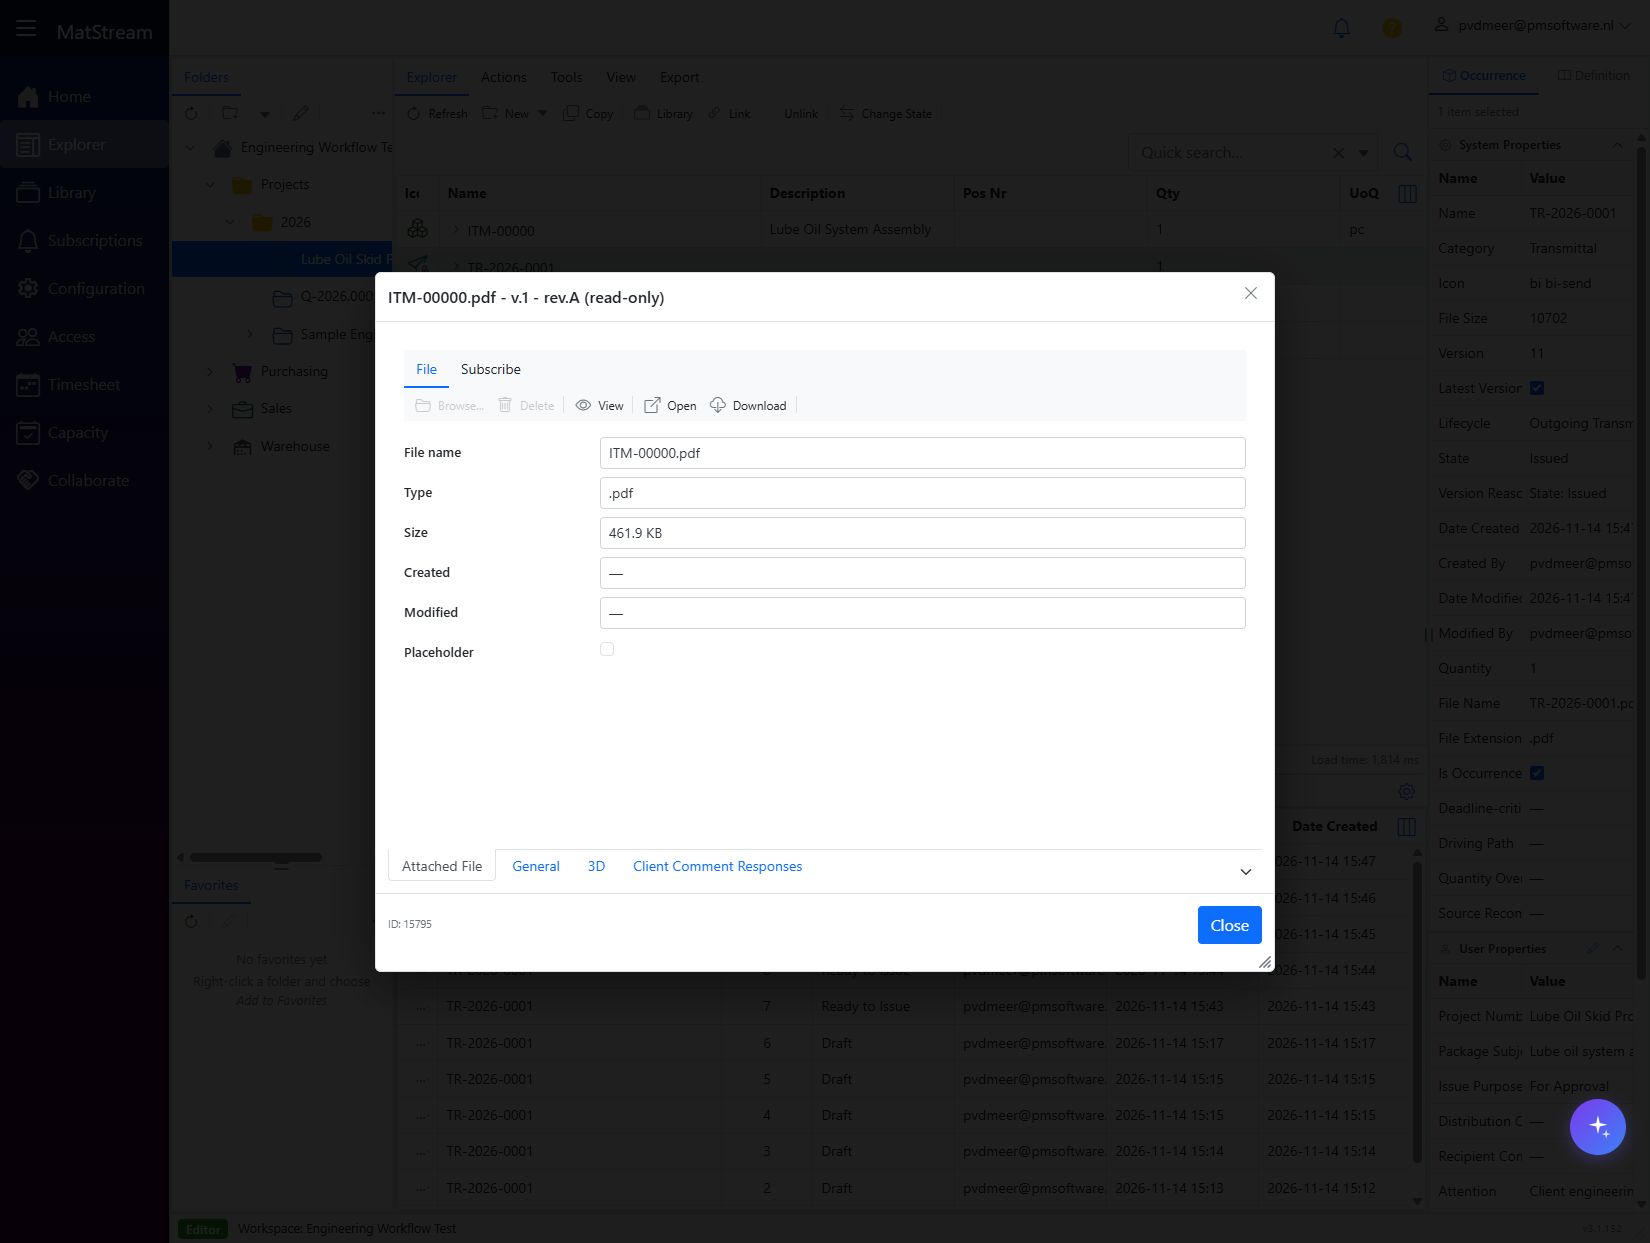 MatStream
pvdmeer@pmsoftware.nl
Home
Explorer
Library
Subscriptions
Configuration
Access
Timesheet
Capacity
Collaborate
Folders
Engineering Workflow Te
Projects
2026
Lube Oil Skid P
Q-2026.000
Sample Eng
Purchasing
Sales
Warehouse
Favorites
No favorites yet
Right-click a folder and choose
Add to Favorites
Explorer Actions Tools View Export
Refresh New Copy Library Link Unlink Change State
Quick search...
Name Description Pos Nr Qty UoQ
ITM-00000 Lube Oil System Assembly 1 pc
TR-2026-0001 1
ITM-00000.pdf - v.1 - rev.A (read-only)
File Subscribe
Browse... Delete View Open Download
File name ITM-00000.pdf
Type .pdf
Size 461.9 KB
Created —
Modified —
Placeholder
Attached File General 3D Client Comment Responses
ID: 15795
Close
Load time: 1,814 ms
Date Created
2026-11-14 15:47
2026-11-14 15:46
2026-11-14 15:45
2026-11-14 15:44
TR-2026-0001 7 Ready to Issue pvdmeer@pmsoftware. 2026-11-14 15:43 2026-11-14 15:43
TR-2026-0001 6 Draft pvdmeer@pmsoftware. 2026-11-14 15:17 2026-11-14 15:17
TR-2026-0001 5 Draft pvdmeer@pmsoftware. 2026-11-14 15:15 2026-11-14 15:15
TR-2026-0001 4 Draft pvdmeer@pmsoftware. 2026-11-14 15:15 2026-11-14 15:15
TR-2026-0001 3 Draft pvdmeer@pmsoftware. 2026-11-14 15:14 2026-11-14 15:14
TR-2026-0001 2 Draft pvdmeer@pmsoftware. 2026-11-14 15:13 2026-11-14 15:12
Occurrence Definition
1 item selected
System Properties
Name Value
Name TR-2026-0001
Category Transmittal
Icon bi bi-send
File Size 10702
Version 11
Latest Version
Lifecycle Outgoing Transm
State Issued
Version Reasc State: Issued
Date Created 2026-11-14 15:4
Created By pvdmeer@pmso
Date Modified 2026-11-14 15:4
Modified By pvdmeer@pmso
Quantity 1
File Name TR-2026-0001.pd
File Extension .pdf
Is Occurrence
Deadline-criti —
Driving Path —
Quantity Over —
Source Recon —
User Properties
Name Value
Project Numb Lube Oil Skid Pro
Package Subj Lube oil system a
Issue Purpose For Approval
Distribution C —
Recipient Con —
Attention Client engineerin
Editor Workspace: Engineering Workflow Test
v3.1.152